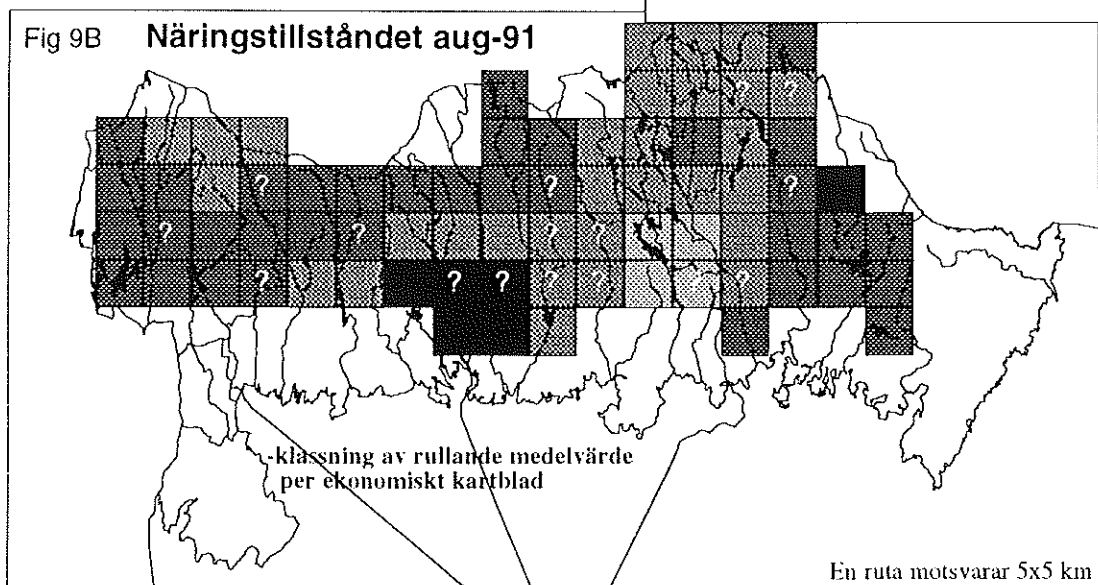 Fig 9B Näringstillståndet aug-91
? ?
? ?
? ? ? ?
? ? ? ? ? ? ?
-klassning av rullande medelvärde
per ekonomiskt kartblad
En ruta motsvarar 5x5 km